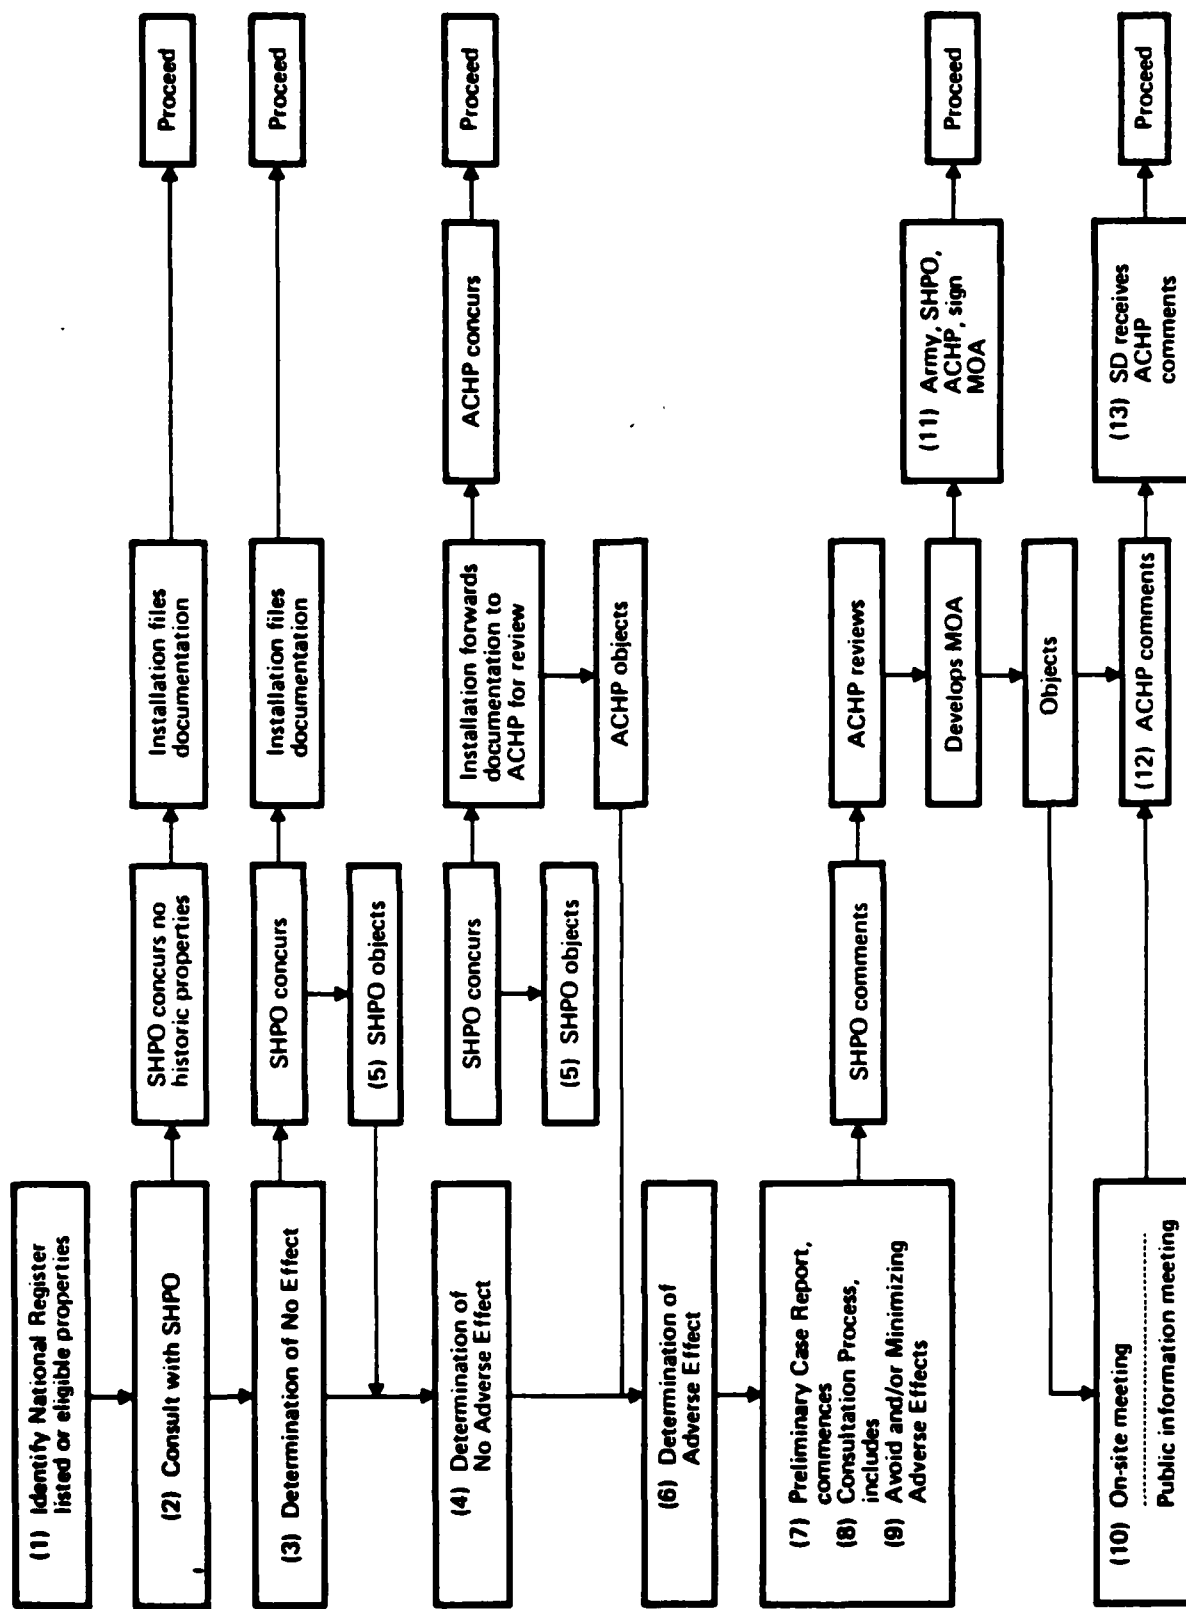 (1) Identify National Register
listed or eligible properties
(2) Consult with SHPO
SHPO concurs no
historic properties
Installation files
documentation
Proceed
(3) Determination of No Effect
SHPO concurs
Installation files
documentation
Proceed
(5) SHPO objects
(4) Determination of
No Adverse Effect
SHPO concurs
Installation forwards
documentation to
ACHP for review
ACHP concurs
Proceed
(5) SHPO objects
ACHP objects
(6) Determination of
Adverse Effect
(7) Preliminary Case Report,
commences
(8) Consultation Process,
includes
(9) Avoid and/or Minimizing
Adverse Effects
SHPO comments
ACHP reviews
Develops MOA
(11) Army, SHPO,
ACHP, sign
MOA
Proceed
Objects
(10) On-site meeting
Public information meeting
(12) ACHP comments
(13) SD receives
ACHP
comments
Proceed